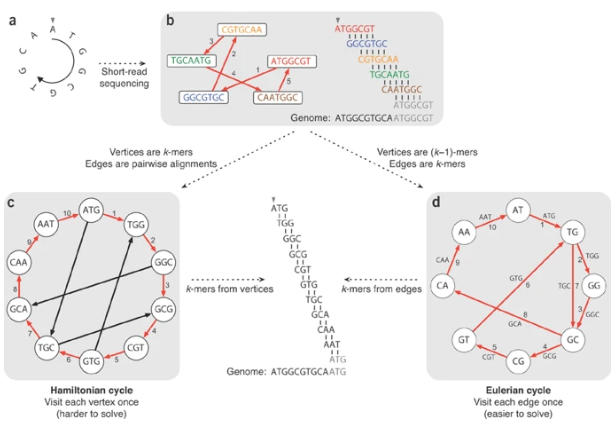 a
A T G G C G T G C A
Short-read
sequencing
b
CGTGCAA
TGCAATG
ATGGCGT
GGCGTGC
CAATGGC
1
2
3
4
5
ATGGCGT
GGCGTGC
CGTGCAA
TGCAATG
CAATGGC
ATGGCGT
Genome: ATGGCGTGCAATGGCGT
Vertices are k-mers
Edges are pairwise alignments
Vertices are (k–1)-mers
Edges are k-mers
c
ATG
TGG
GGC
GCG
CGT
GTG
TGC
GCA
CAA
AAT
1
2
3
4
5
6
7
8
9
10
Hamiltonian cycle
Visit each vertex once
(harder to solve)
k-mers from vertices
k-mers from edges
ATG
TGG
GGC
GCG
CGT
GTG
TGC
GCA
CAA
AAT
ATG
Genome: ATGGCGTGCAATG
d
AT
TG
GG
GC
CG
GT
CA
AA
ATG
1
TGG
2
GGC
3
GCG
4
CGT
5
GTG
6
TGC 7
8
GCA
CAA
9
AAT
10
Eulerian cycle
Visit each edge once
(easier to solve)